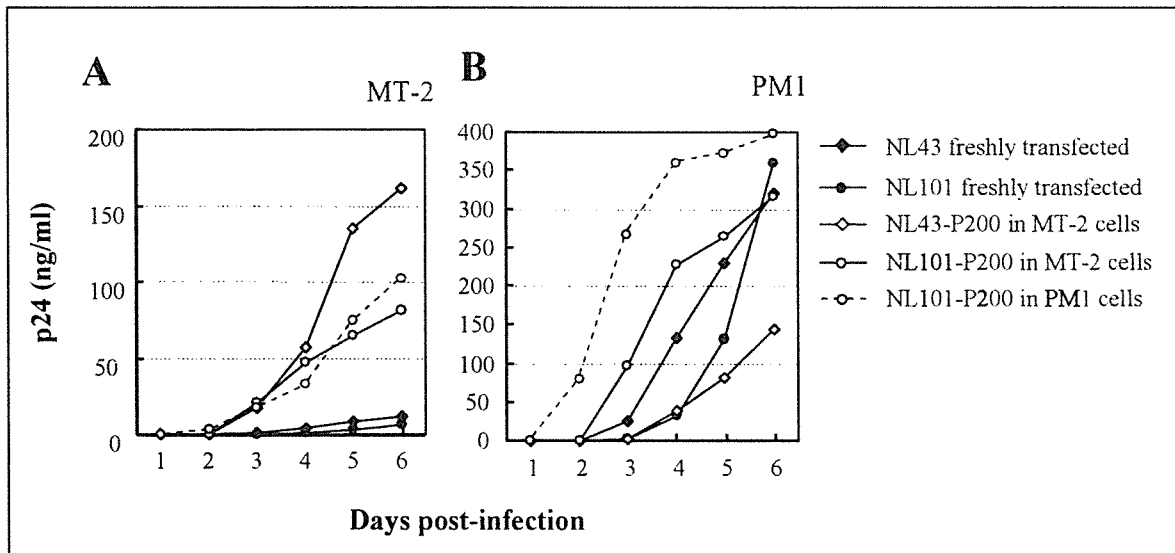 A
MT-2
B
PM1
p24 (ng/ml)
200
150
100
50
0
1 2 3 4 5 6
400
350
300
250
200
150
100
50
0
1 2 3 4 5 6
NL43 freshly transfected
NL101 freshly transfected
NL43-P200 in MT-2 cells
NL101-P200 in MT-2 cells
NL101-P200 in PM1 cells
Days post-infection